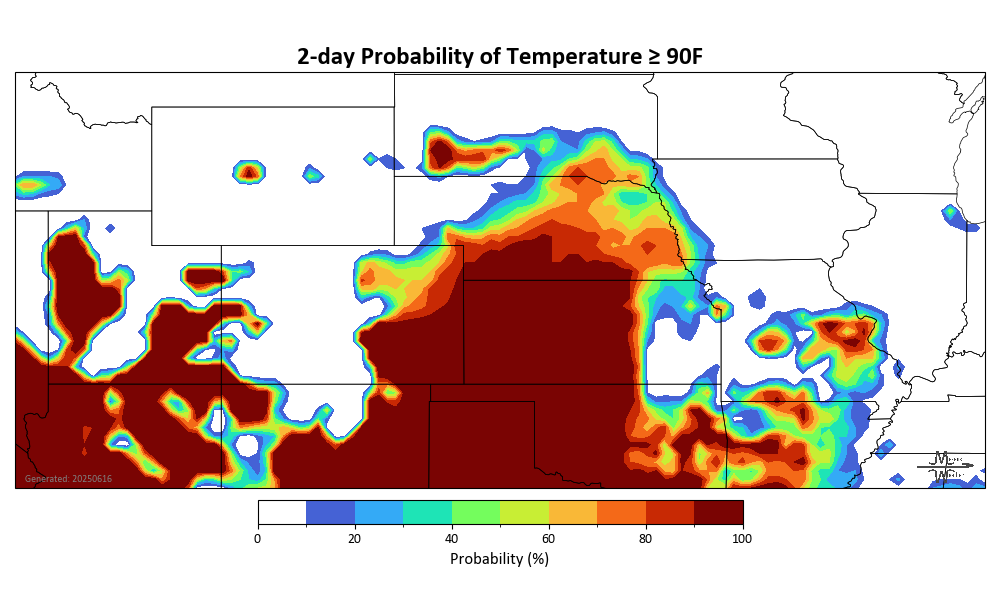 2-day Probability of Temperature ≥ 90F
Generated: 20250616
0 20 40 60 80 100
Probability (%)